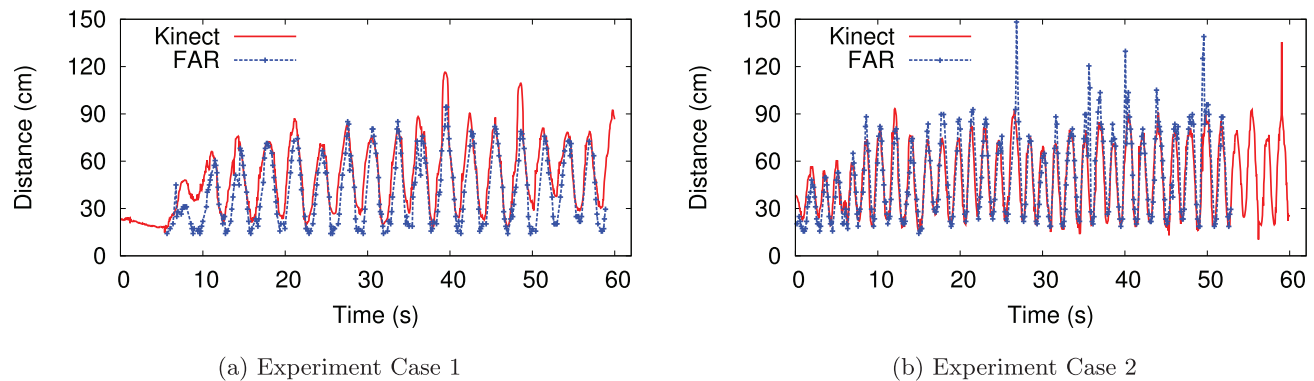 150
120
90
60
30
0
Distance (cm)
Kinect
FAR
0 10 20 30 40 50 60
Time (s)
(a) Experiment Case 1
150
120
90
60
30
0
Distance (cm)
Kinect
FAR
0 10 20 30 40 50 60
Time (s)
(b) Experiment Case 2